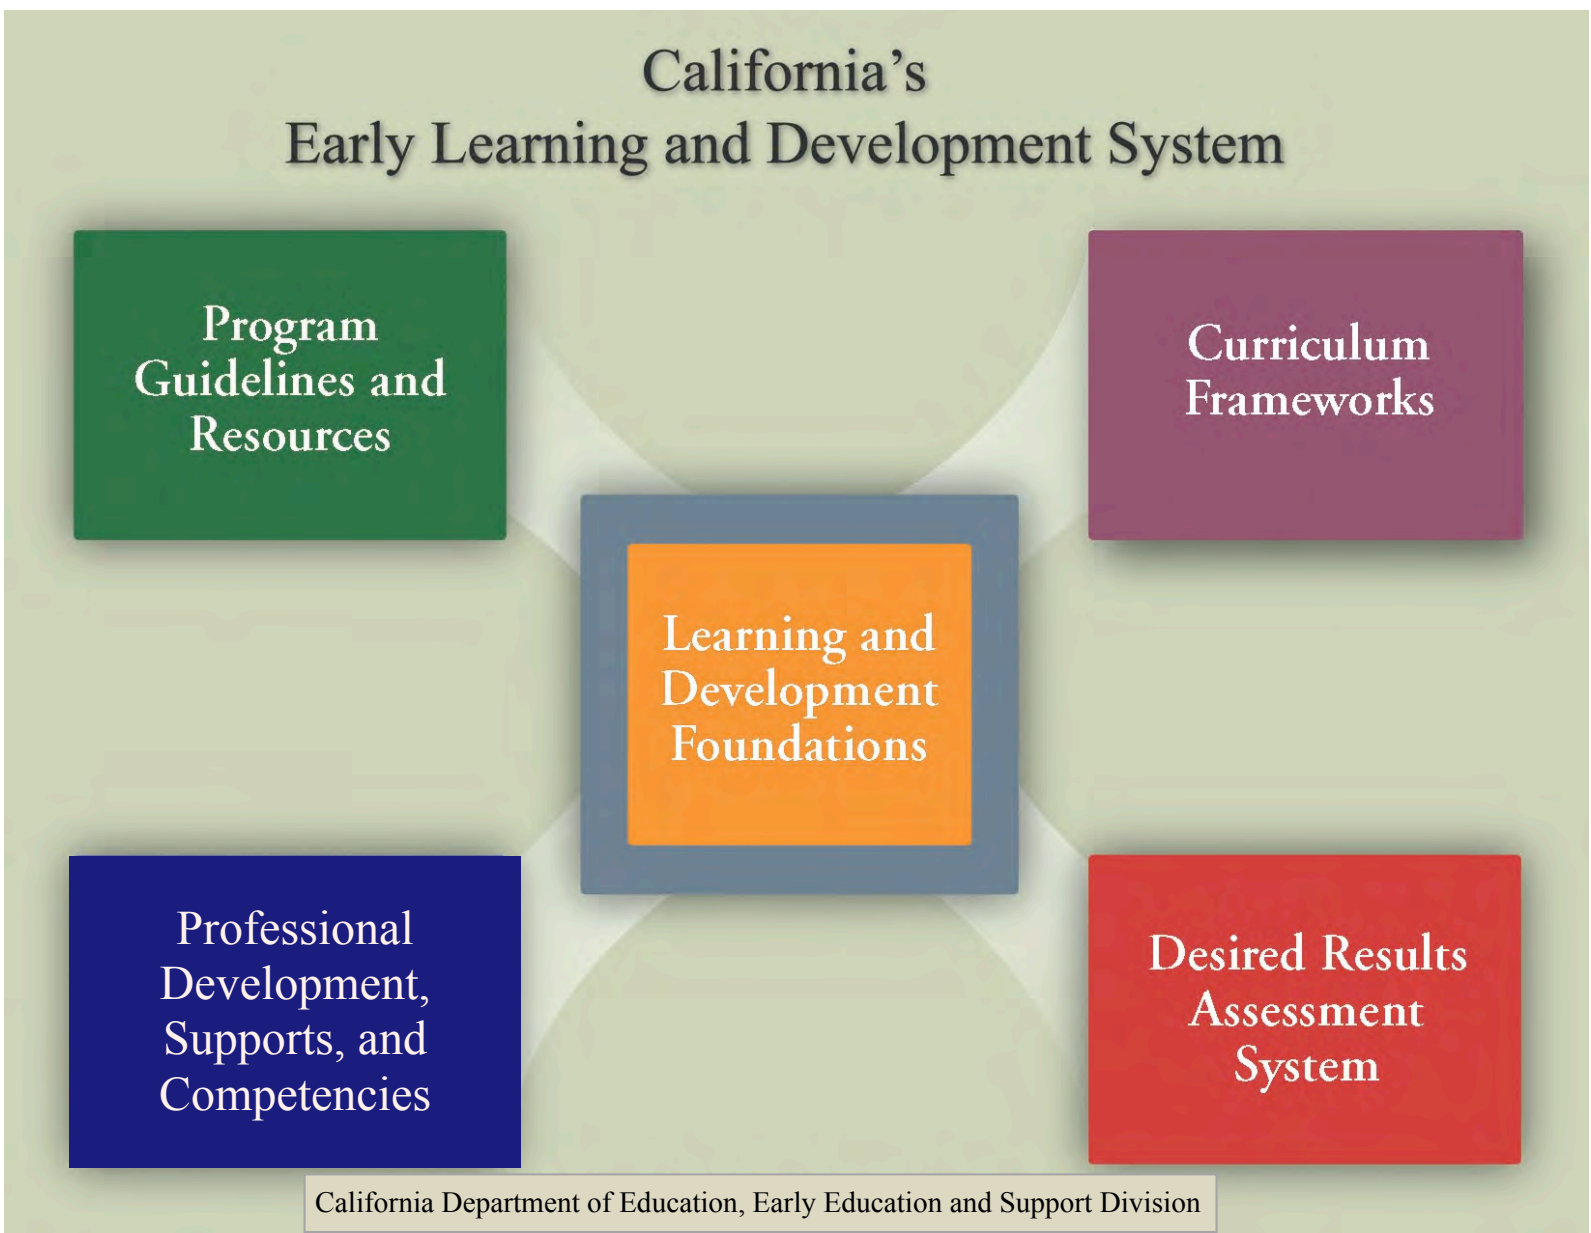 California’s
Early Learning and Development System
Program
Guidelines and
Resources
Curriculum
Frameworks
Learning and
Development
Foundations
Professional
Development,
Supports, and
Competencies
Desired Results
Assessment
System
California Department of Education, Early Education and Support Division